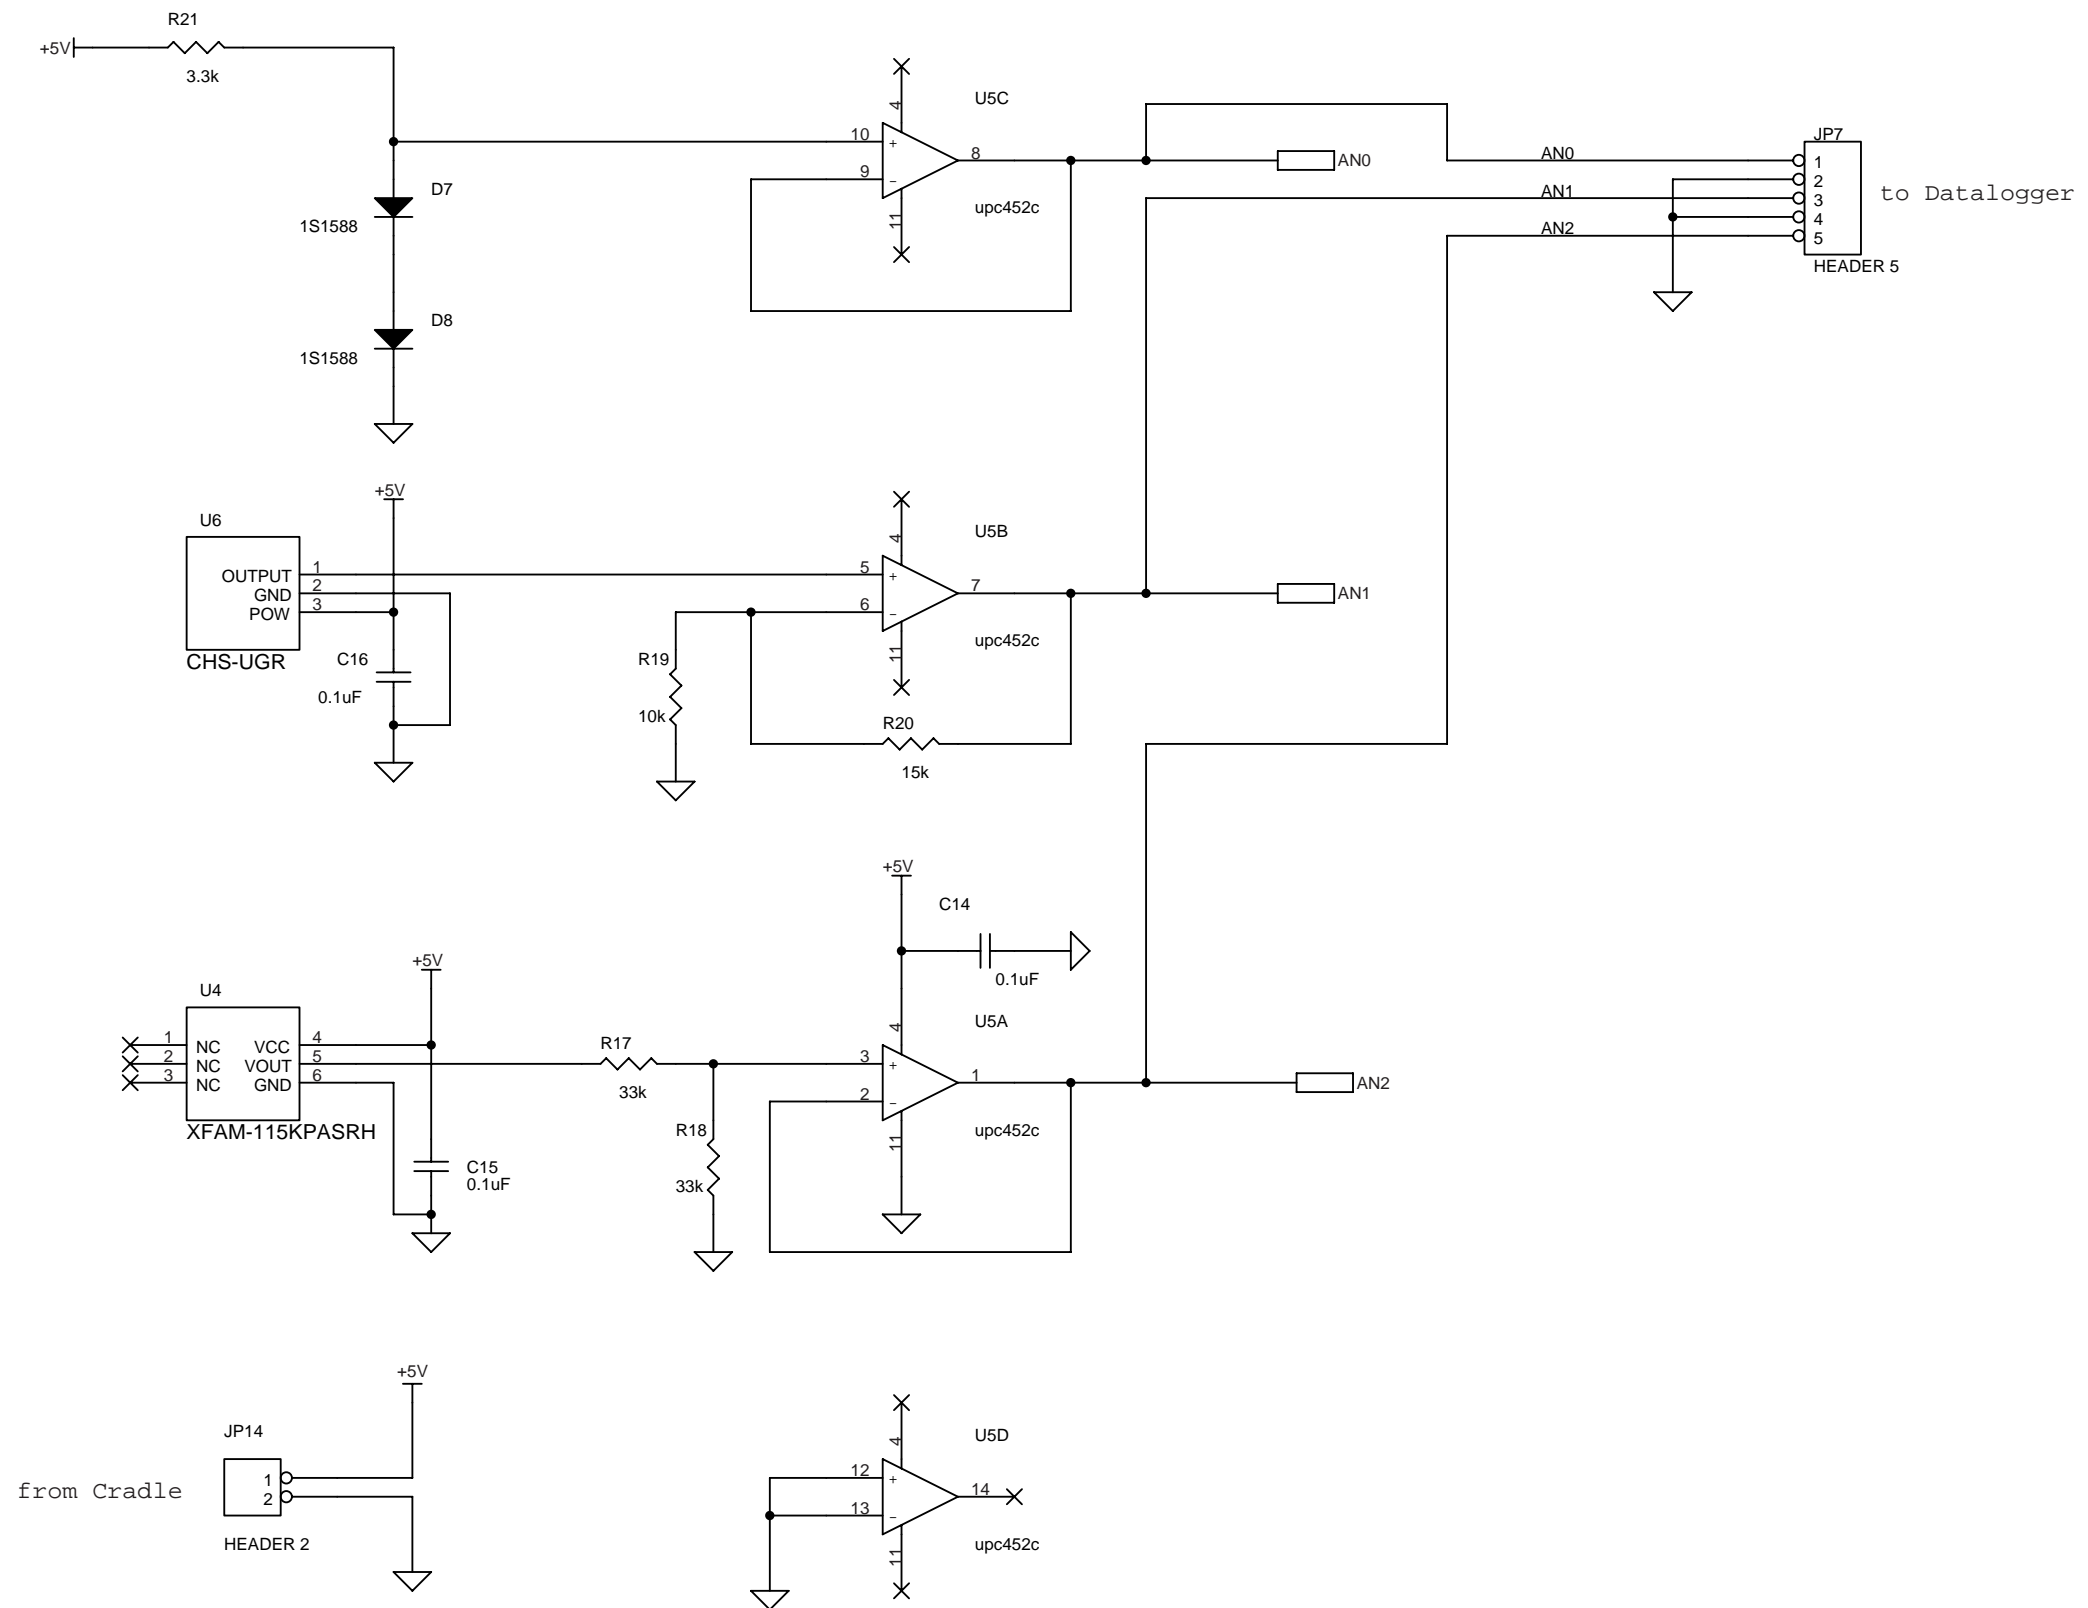 R21
+5V
3.3k
U5C
4
10
+
9
-
8
11
upc452c
AN0
AN0
AN1
AN2
JP7
1
2
3
4
5
HEADER 5
to Datalogger
D7
1S1588
D8
1S1588
+5V
U6
OUTPUT 1
GND 2
POW 3
CHS-UGR
C16
0.1uF
U5B
4
5
+
6
-
7
11
upc452c
AN1
R19
10k
R20
15k
+5V
C14
0.1uF
+5V
U4
1 NC VCC 4
2 NC VOUT 5
3 NC GND 6
XFAM-115KPASRH
C15
0.1uF
R17
33k
R18
33k
U5A
4
3
+
2
-
1
11
upc452c
AN2
+5V
JP14
1
2
HEADER 2
from Cradle
U5D
4
12
+
13
-
14
11
upc452c